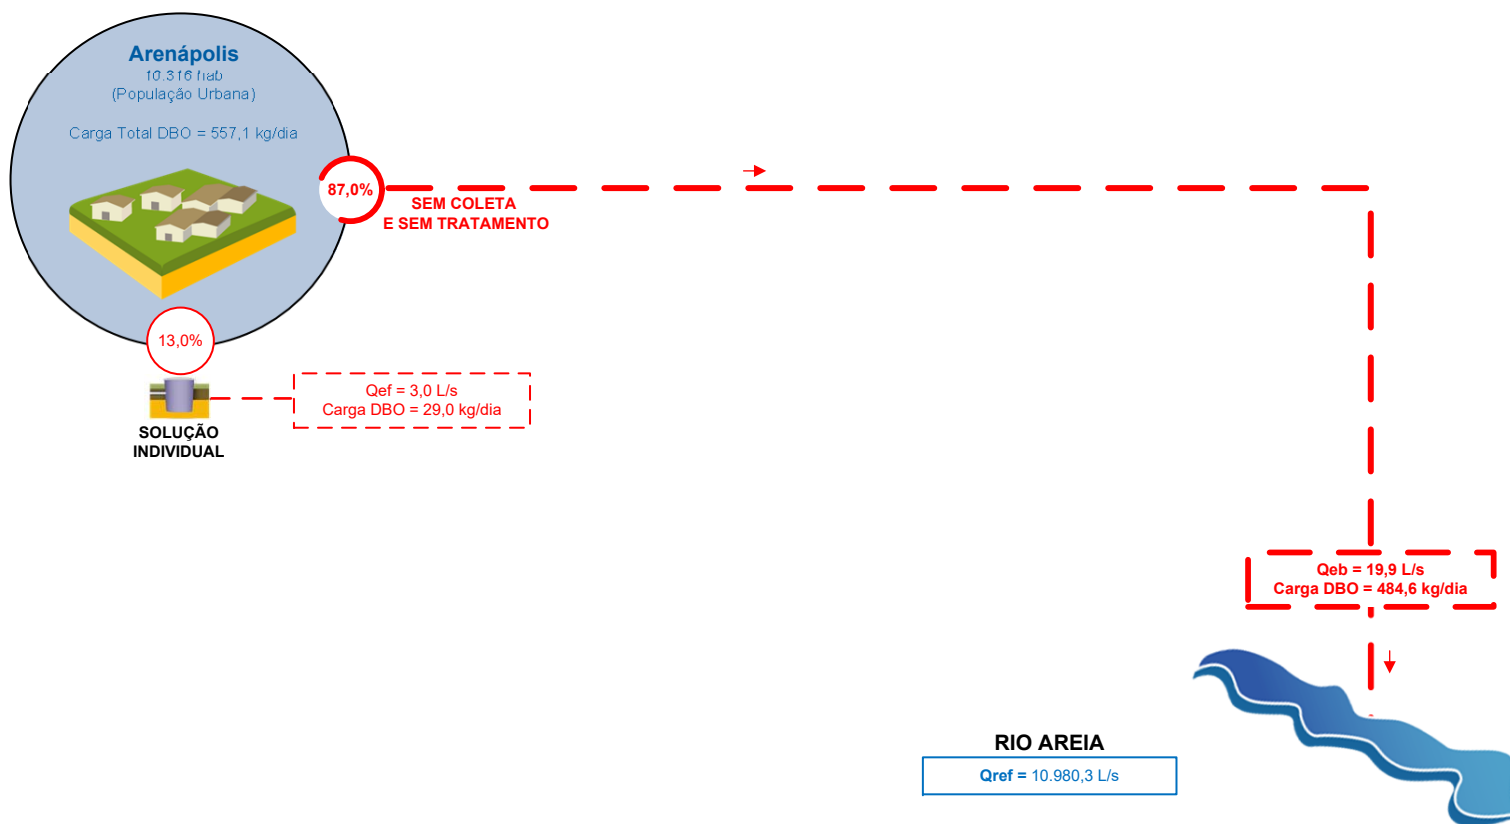 Arenápolis
10.316 hab
(População Urbana)
Carga Total DBO = 557,1 kg/dia
87,0%
SEM COLETA
E SEM TRATAMENTO
13,0%
SOLUÇÃO
INDIVIDUAL
Qef = 3,0 L/s
Carga DBO = 29,0 kg/dia
Qeb = 19,9 L/s
Carga DBO = 484,6 kg/dia
RIO AREIA
Qref = 10.980,3 L/s